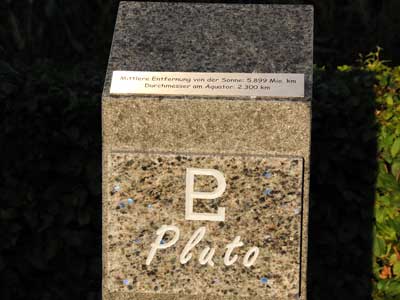 Mittlere Entfernung von der Sonne: 5.899 Mio. km
Durchmesser am Äquator: 2.300 km
Pluto